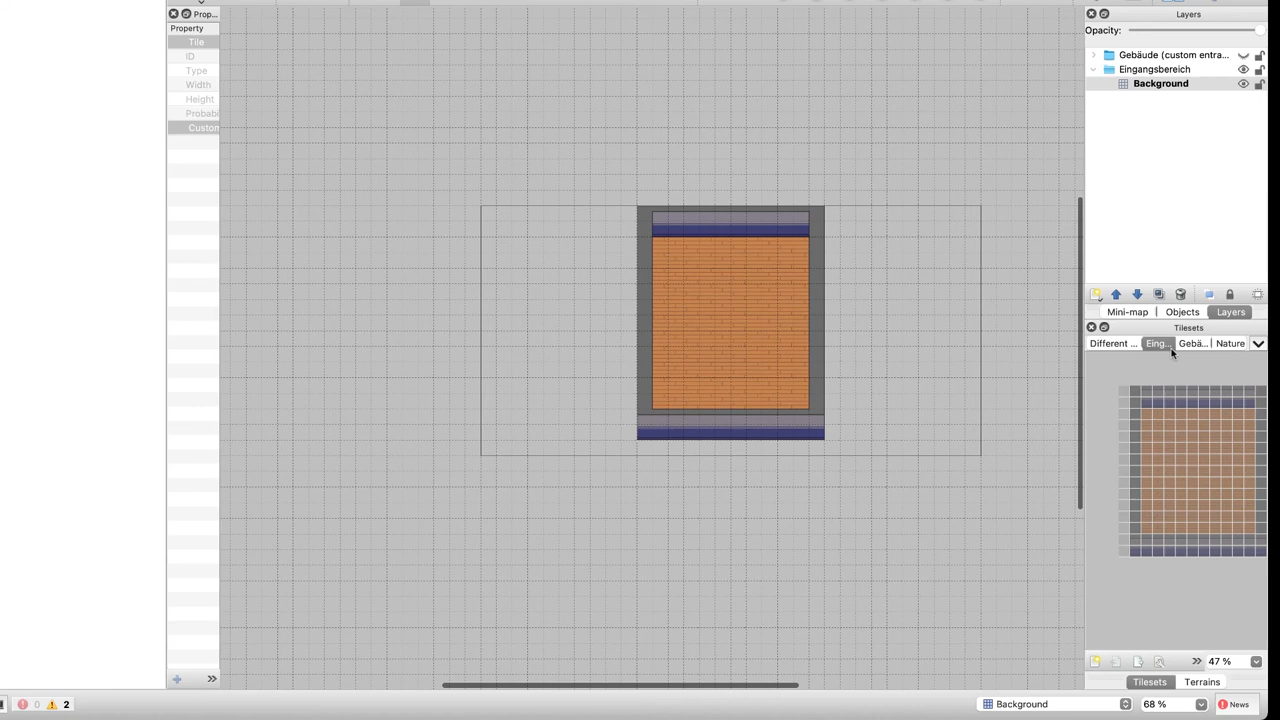 Prop...
Property
Tile
ID
Type
Width
Height
Probabi
Custom
Layers
Opacity:
Gebäude (custom entra...
Eingangsbereich
Background
Mini-map
Objects
Layers
Tilesets
Different ...
Eing...
Gebä...
Nature
47 %
Tilesets
Terrains
0
2
Background
68 %
News